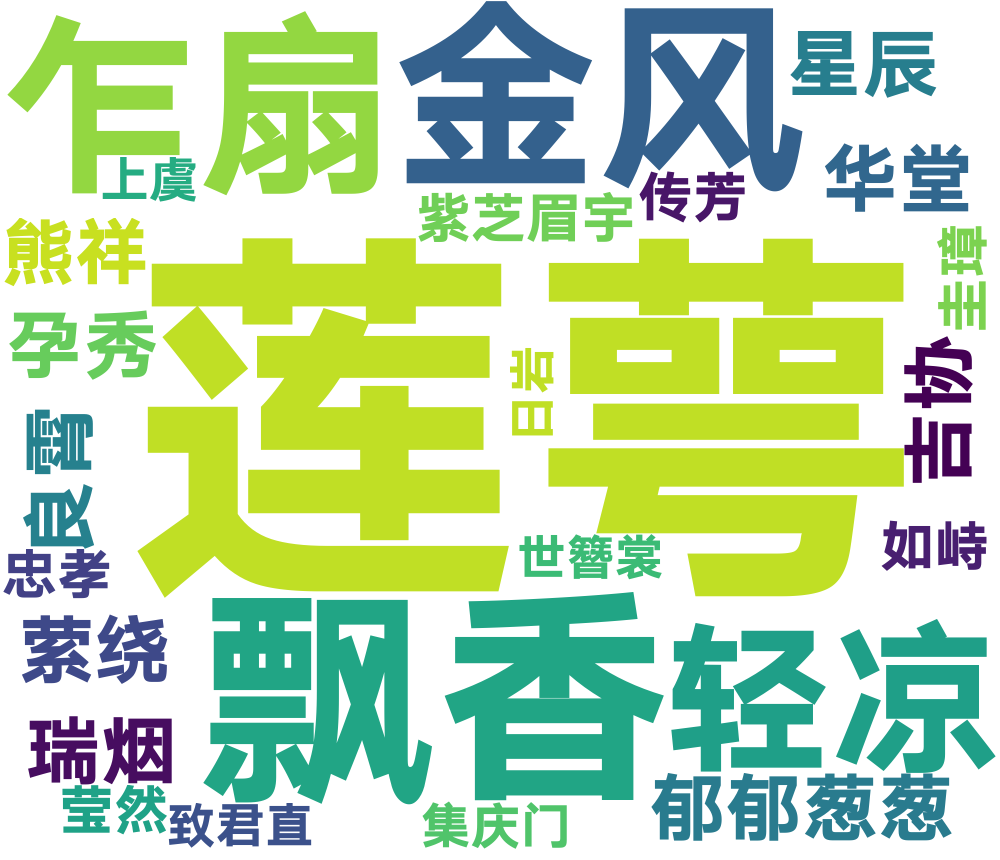 乍扇
金风
星辰
上虞
传芳
华堂
紫芝眉宇
熊祥
圭璋
莲萼
孕秀
日岩
吉协
良霄
如峙
忠孝
世簪裳
萦绕
飘香
轻凉
瑞烟
莹然
致君直
集庆门
郁郁葱葱